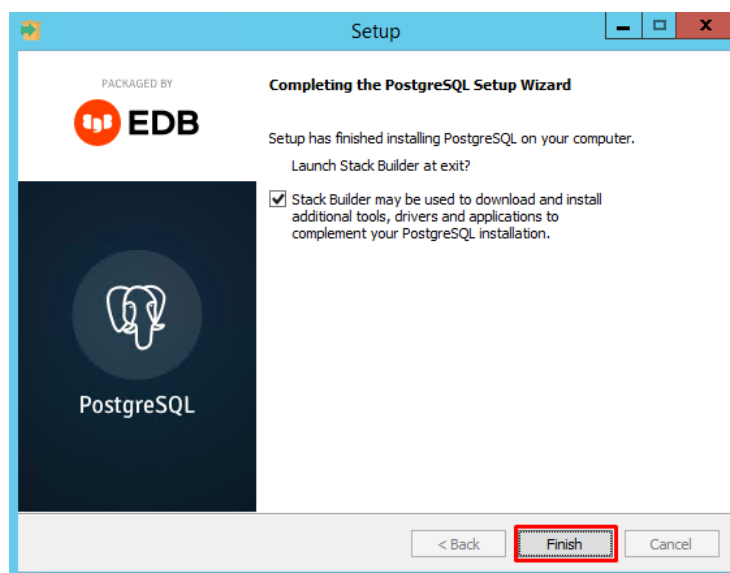 Setup
PACKAGED BY
EDB
PostgreSQL
Completing the PostgreSQL Setup Wizard
Setup has finished installing PostgreSQL on your computer.
Launch Stack Builder at exit?
Stack Builder may be used to download and install
additional tools, drivers and applications to
complement your PostgreSQL installation.
< Back
Finish
Cancel